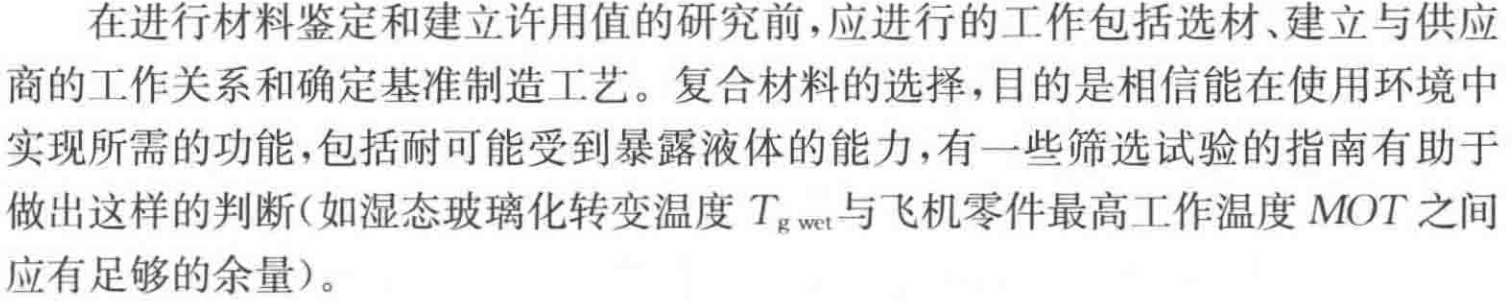 在进行材料鉴定和建立许用值的研究前,应进行的工作包括选材、建立与供应
商的工作关系和确定基准制造工艺。复合材料的选择,目的是相信能在使用环境中
实现所需的功能,包括耐可能受到暴露液体的能力,有一些筛选试验的指南有助于
做出这样的判断(如湿态玻璃化转变温度 Tg wet与飞机零件最高工作温度 MOT 之间
应有足够的余量)。